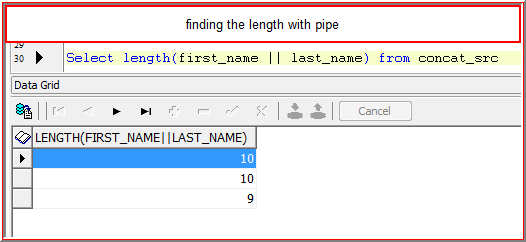 finding the length with pipe
29
30 Select length(first_name || last_name) from concat_src
Data Grid
Cancel
LENGTH(FIRST_NAME||LAST_NAME)
10
10
9